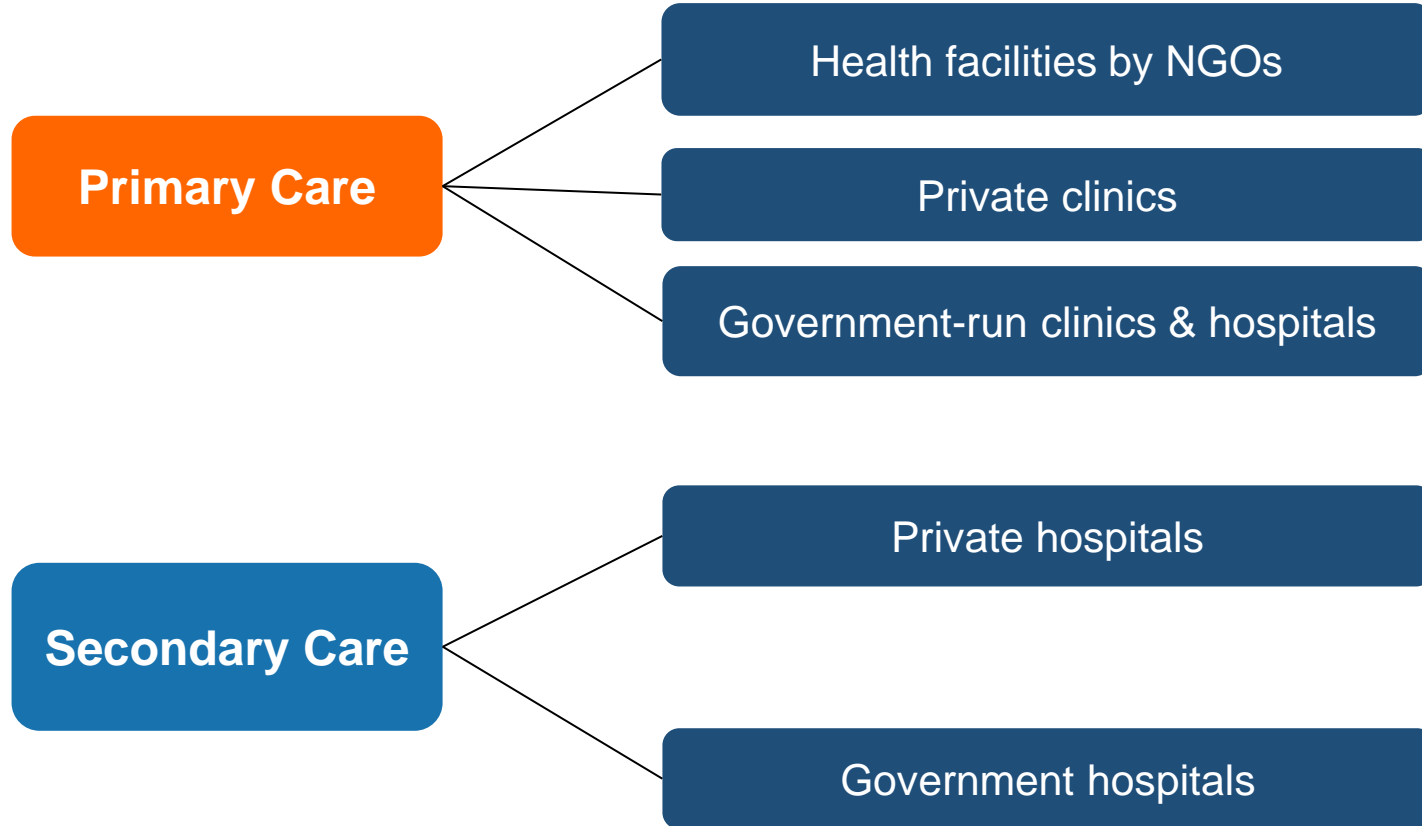 Primary Care
Health facilities by NGOs
Private clinics
Government-run clinics & hospitals
Secondary Care
Private hospitals
Government hospitals